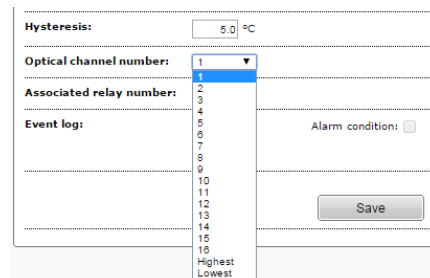 Hysteresis: 5.0 °C
Optical channel number: 1
1
Associated relay number:
2
3
4
Event log:
5
Alarm condition:
6
7
8
9
10
11
12
Save
13
14
15
16
Highest
Lowest